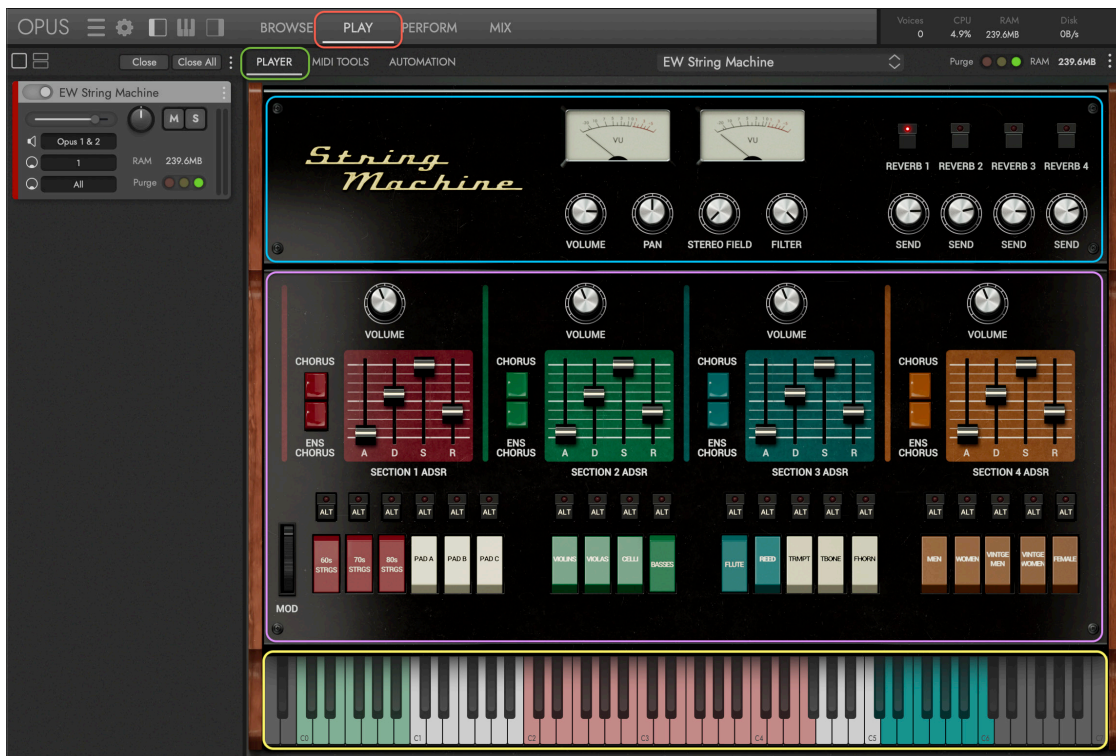 OPUS BROWSE PLAY PERFORM MIX Voices CPU RAM Disk
0 4.9% 239.6MB 0B/s
Close Close All PLAYER MIDI TOOLS AUTOMATION EW String Machine Purge RAM 239.6MB
EW String Machine
M S
Opus 1 & 2
1 RAM 239.6MB
All Purge
String
Machine
VU VU
REVERB 1 REVERB 2 REVERB 3 REVERB 4
VOLUME PAN STEREO FIELD FILTER SEND SEND SEND SEND
VOLUME VOLUME VOLUME VOLUME
CHORUS CHORUS CHORUS CHORUS
ENS CHORUS ENS CHORUS ENS CHORUS ENS CHORUS
A D S R A D S R A D S R A D S R
SECTION 1 ADSR SECTION 2 ADSR SECTION 3 ADSR SECTION 4 ADSR
ALT ALT ALT ALT ALT ALT ALT ALT ALT ALT ALT ALT ALT ALT ALT ALT ALT ALT ALT ALT
60s STRGS 70s STRGS 80s STRGS PAD A PAD B PAD C VIOLINS VIOLAS CELLI BASSES FLUTE REED TRMPT TBONE FHORN MEN WOMEN VINTGE MEN VINTGE WOMEN FEMALE
MOD
C0 C1 C2 C3 C4 C5 C6